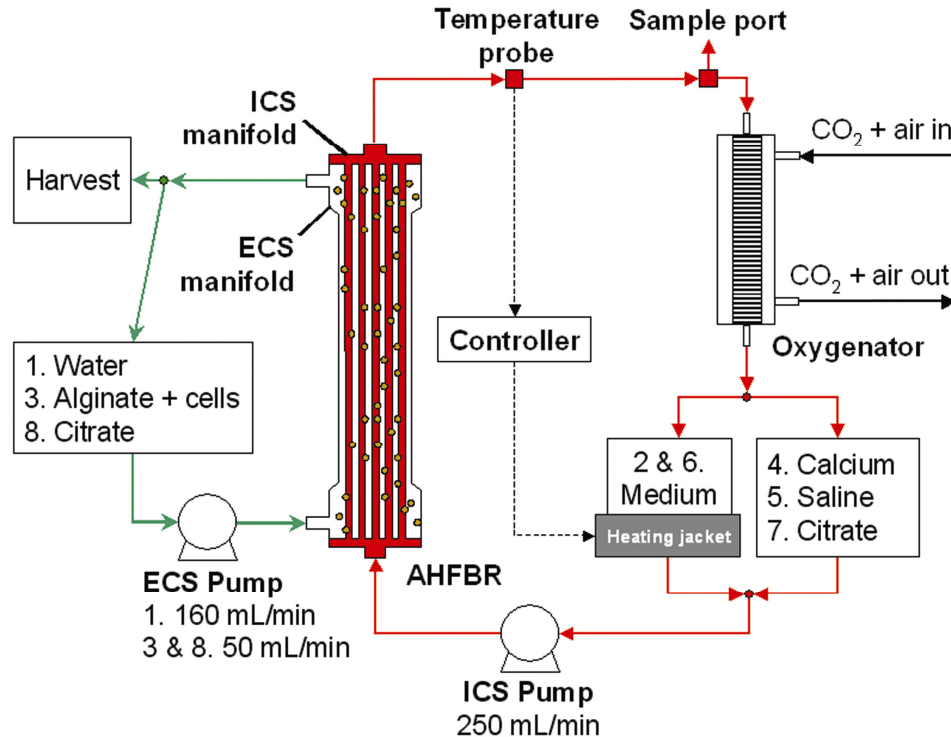 Temperature
probe
Sample port
ICS
manifold
CO2 + air in
Harvest
ECS
manifold
CO2 + air out
Controller
Oxygenator
1. Water
3. Alginate + cells
8. Citrate
2 & 6.
Medium
Heating jacket
4. Calcium
5. Saline
7. Citrate
ECS Pump
1. 160 mL/min
3 & 8. 50 mL/min
AHFBR
ICS Pump
250 mL/min